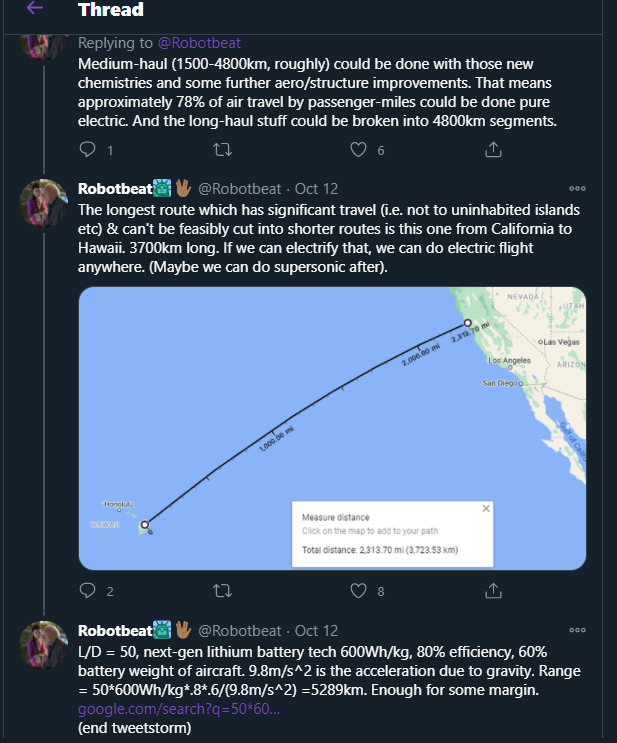 Thread
Replying to @Robotbeat
Medium-haul (1500-4800km, roughly) could be done with those new
chemistries and some further aero/structure improvements. That means
approximately 78% of air travel by passenger-miles could be done pure
electric. And the long-haul stuff could be broken into 4800km segments.
1 6
Robotbeat🗽🖖🏽 @Robotbeat · Oct 12
The longest route which has significant travel (i.e. not to uninhabited islands
etc) & can't be feasibly cut into shorter routes is this one from California to
Hawaii. 3700km long. If we can electrify that, we can do electric flight
anywhere. (Maybe we can do supersonic after).
NEVADA
UTAH
2,313.70 mi
2,000.00 mi
Las Vegas
Los Angeles
ARIZON
San Diego
Gulf of Calif
1,000.00 mi
Honolulu
HAWAII
0
Measure distance
Click on the map to add to your path
Total distance: 2,313.70 mi (3,723.53 km)
2 8
Robotbeat🗽🖖🏽 @Robotbeat · Oct 12
L/D = 50, next-gen lithium battery tech 600Wh/kg, 80% efficiency, 60%
battery weight of aircraft. 9.8m/s^2 is the acceleration due to gravity. Range
= 50*600Wh/kg*.8*.6/(9.8m/s^2) =5289km. Enough for some margin.
google.com/search?q=50*60...
(end tweetstorm)